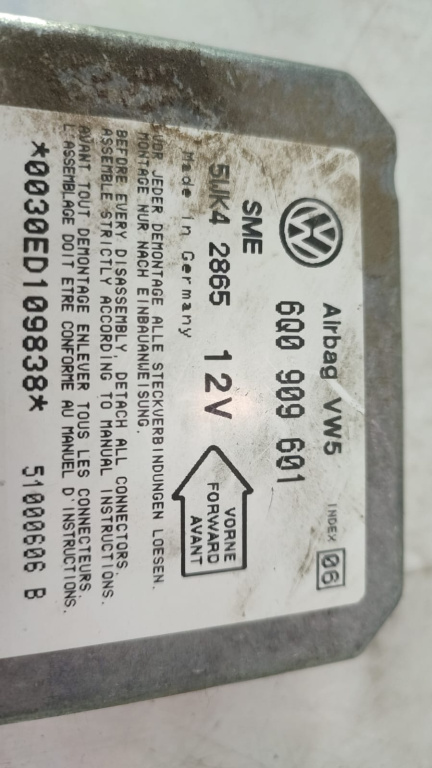 Airbag VW5 INDEX 06
6Q0 909 601
SME
5WK4 2865 12V
VORNE
FORWARD
AVANT
Made in Germany
VOR JEDER DEMONTAGE ALLE STECKVERBINDUNGEN LOESEN.
MONTAGE NUR NACH EINBAUANWEISUNG.
BEFORE EVERY DISASSEMBLY, DETACH ALL CONNECTORS.
ASSEMBLE STRICTLY ACCORDING TO MANUAL INSTRUCTIONS.
AVANT TOUT DEMONTAGE ENLEVER TOUS LES CONNECTEURS.
L'ASSEMBLAGE DOIT ETRE CONFORME AU MANUEL D'INSTRUCTIONS.
*0030ED109838* 51000606 B